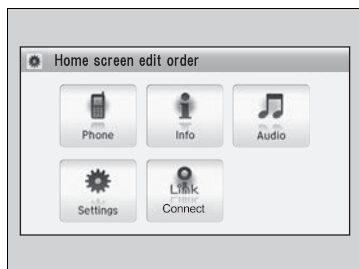 Home screen edit order
Phone
Info
Audio
Settings
Link
Connect